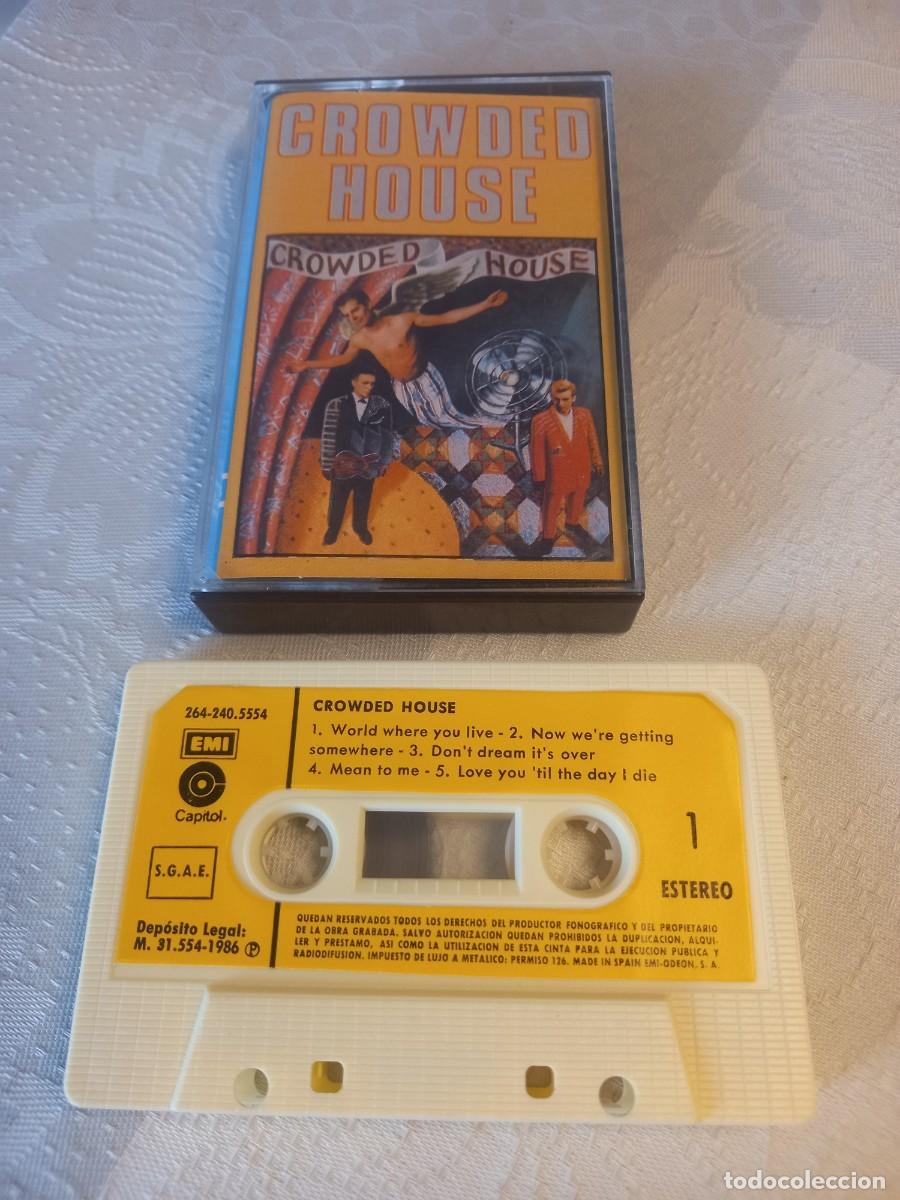 CROWDED
HOUSE
CROWDED HOUSE
264-240.5554
EMI
Capitol.
S.G.A.E.
Depósito Legal:
M. 31.554-1986 Ⓟ
CROWDED HOUSE
1. World where you live - 2. Now we're getting
somewhere - 3. Don't dream it's over
4. Mean to me - 5. Love you 'til the day I die
1
ESTEREO
QUEDAN RESERVADOS TODOS LOS DERECHOS DEL PRODUCTOR FONOGRAFICO Y DEL PROPIETARIO
DE LA OBRA GRABADA. SALVO AUTORIZACION QUEDAN PROHIBIDOS LA DUPLICACION, ALQUI-
LER Y PRESTAMO, ASI COMO LA UTILIZACION DE ESTA CINTA PARA LA EJECUCION PUBLICA Y
RADIODIFUSION. IMPUESTO DE LUJO A METALICO: PERMISO 126. MADE IN SPAIN EMI-ODEON, S. A.
todocoleccion